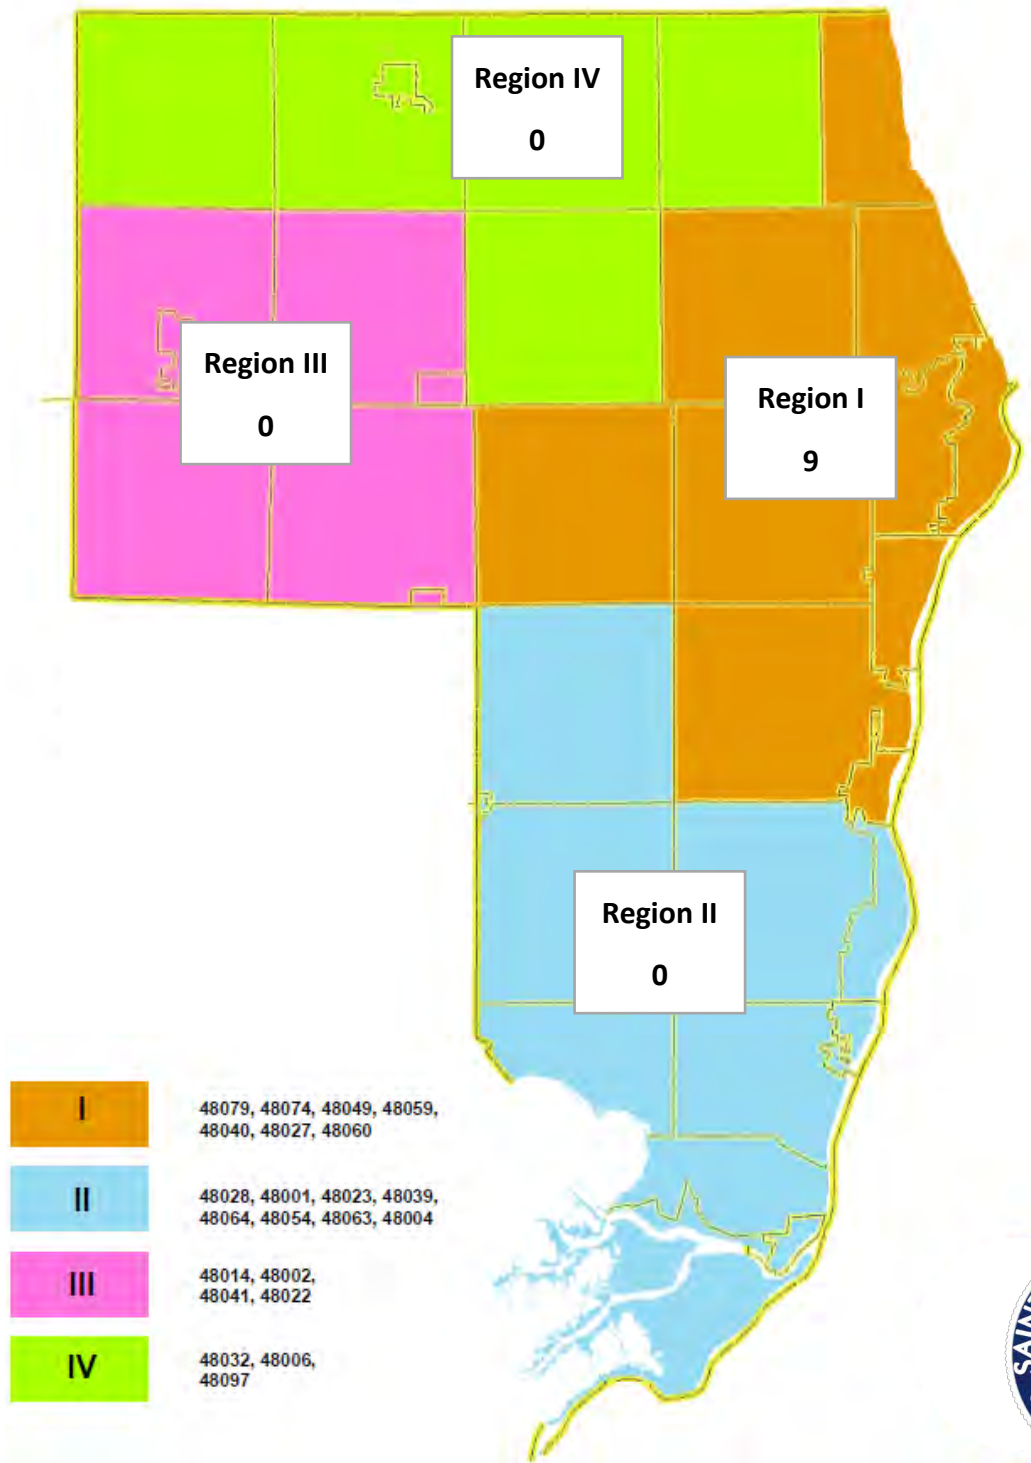 Region IV
0
Region III
0
Region I
9
Region II
0
I
48079, 48074, 48049, 48059,
48040, 48027, 48060
II
48028, 48001, 48023, 48039,
48064, 48054, 48063, 48004
III
48014, 48002,
48041, 48022
IV
48032, 48006,
48097